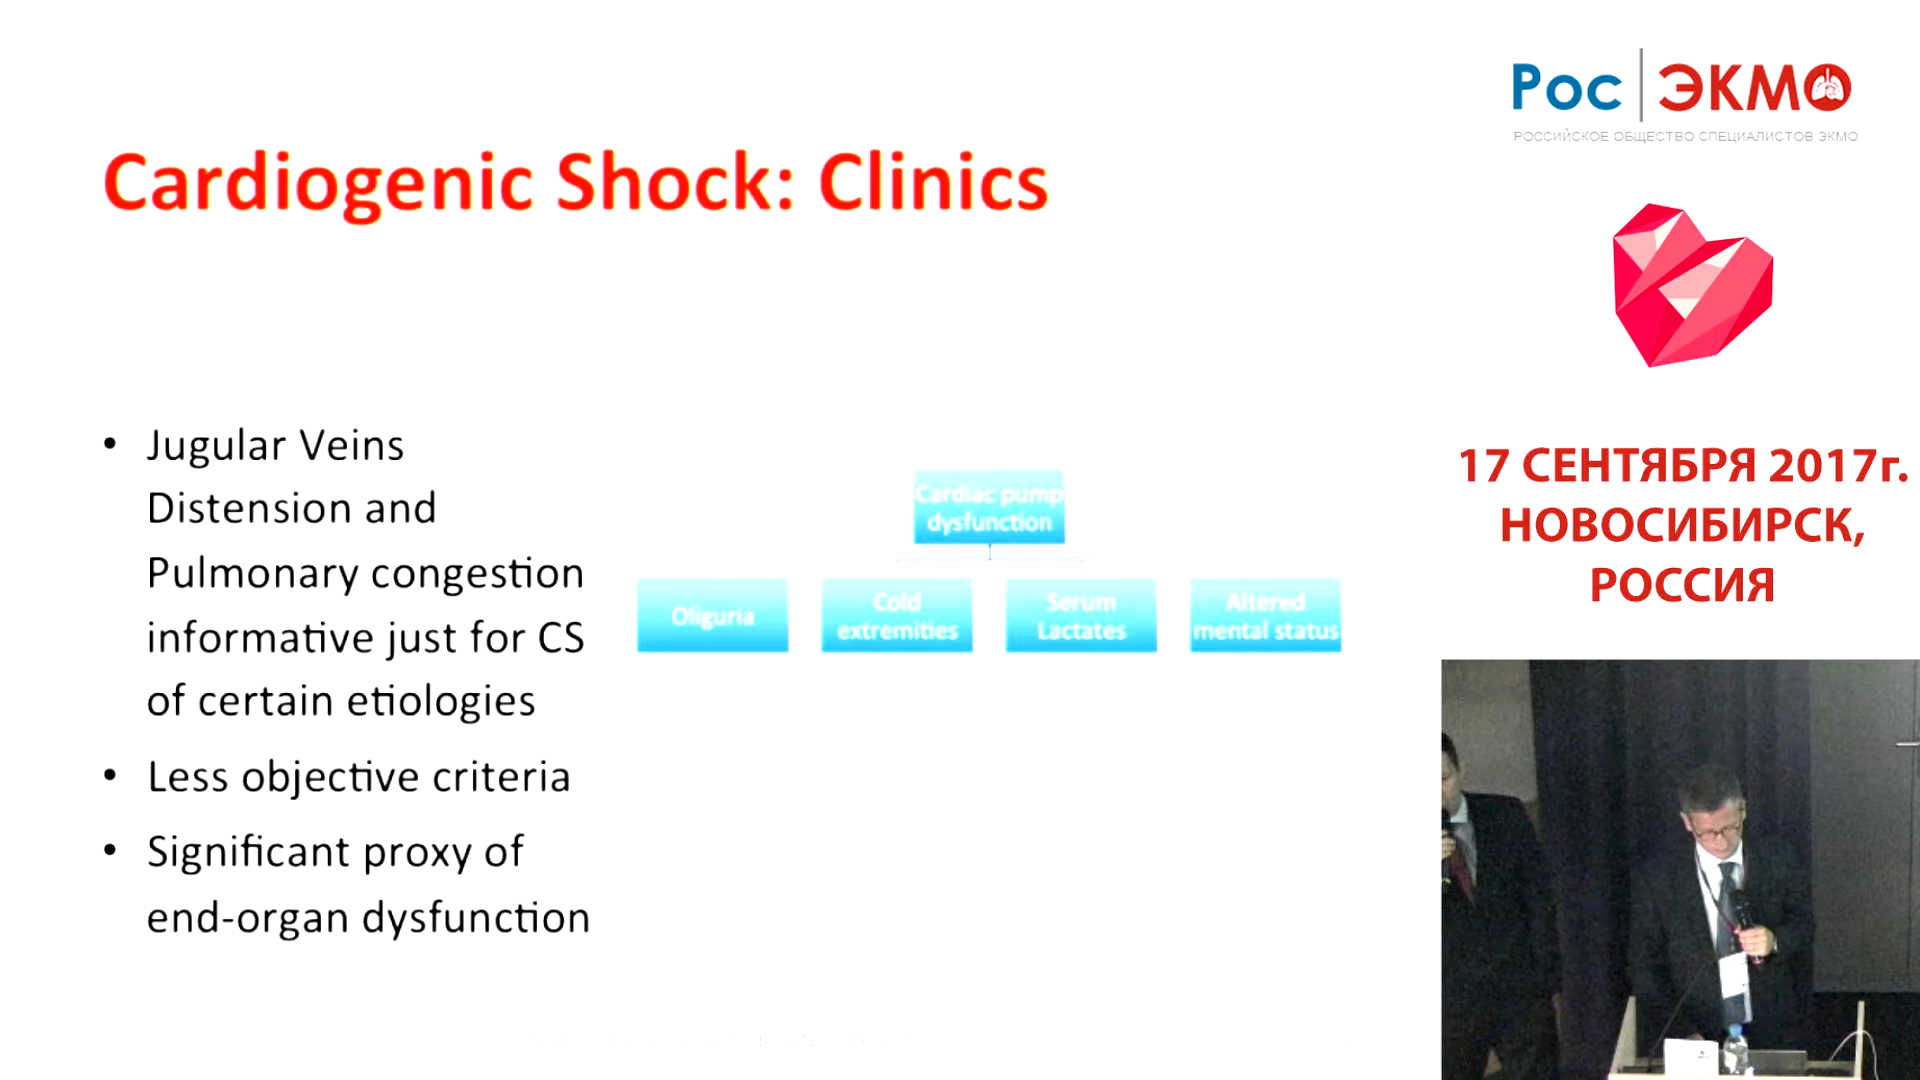 Рос ЭКМО
РОССИЙСКОЕ ОБЩЕСТВО СПЕЦИАЛИСТОВ ЭКМО
Cardiogenic Shock: Clinics
• Jugular Veins
Distension and
Pulmonary congestion
informative just for CS
of certain etiologies
• Less objective criteria
• Significant proxy of
end-organ dysfunction
Cardiac pump
dysfunction
Oliguria
Cold
extremities
Serum
Lactates
Altered
mental status
17 СЕНТЯБРЯ 2017г.
НОВОСИБИРСК,
РОССИЯ